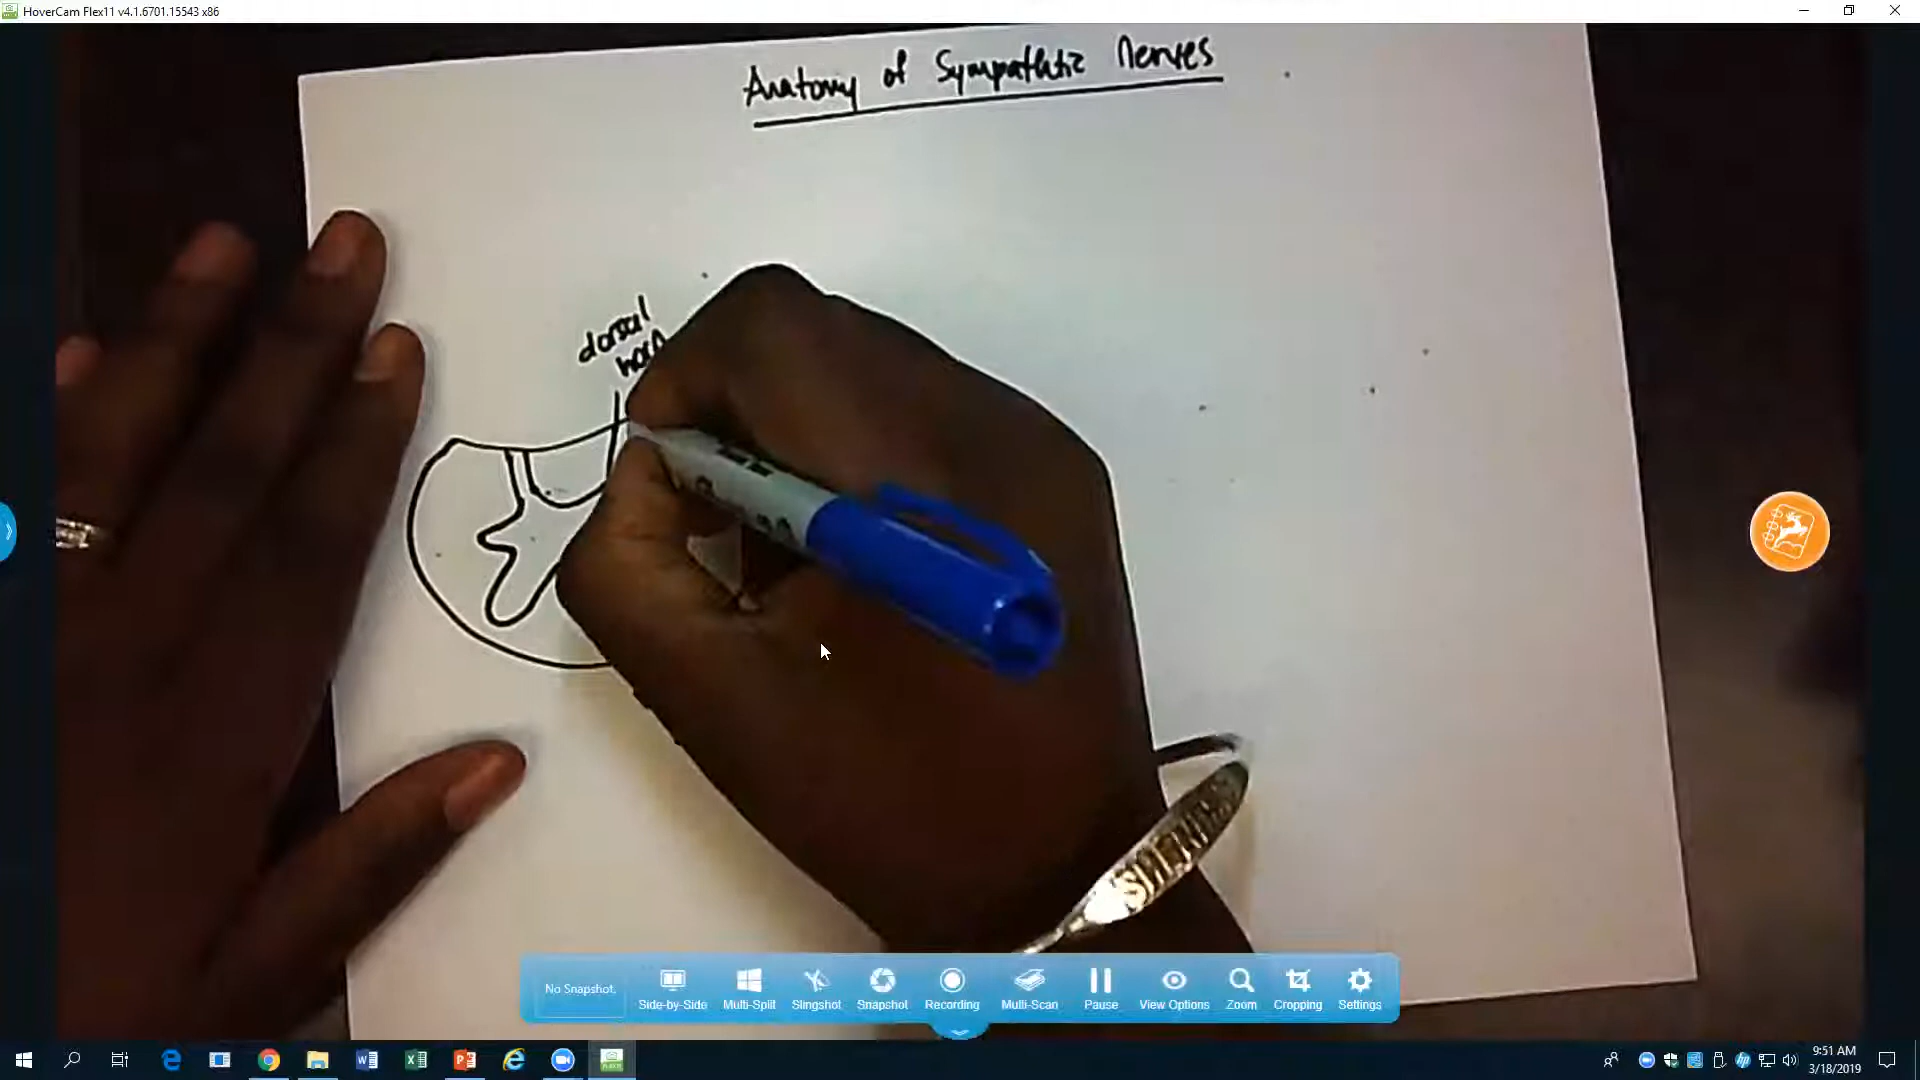 HoverCam Flex11 v4.1.6701.15543 x86
Anatomy of Sympathtic Nerves
dorsal
horn
No Snapshot.
Side-by-Side
Multi-Split
Slingshot
Snapshot
Recording
Multi-Scan
Pause
View Options
Zoom
Cropping
Settings
9:51 AM
3/18/2019